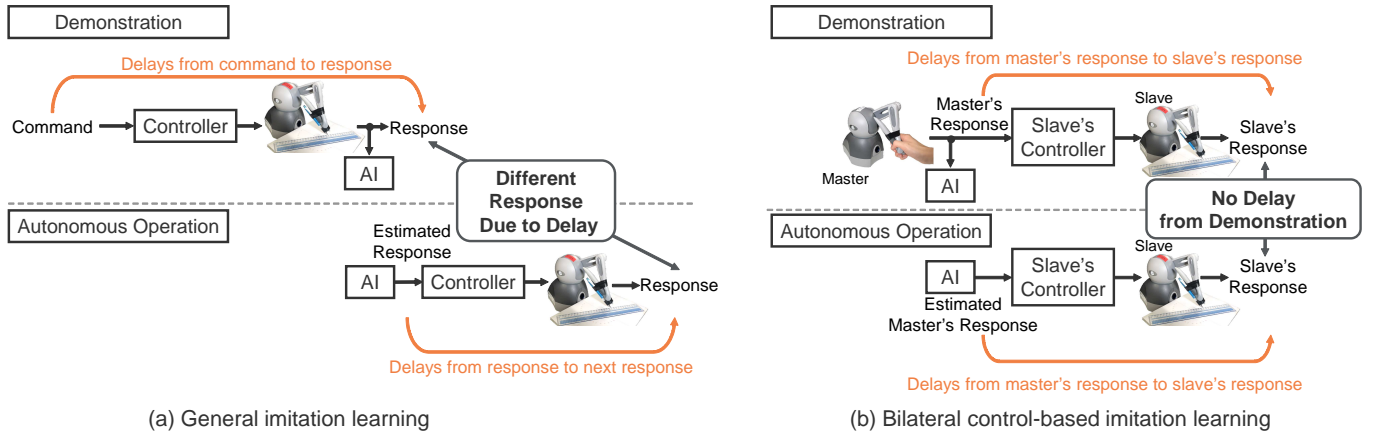 Demonstration
Delays from command to response
Command
Controller
Response
AI
Different
Response
Due to Delay
Autonomous Operation
Estimated
Response
AI
Controller
Response
Delays from response to next response
(a) General imitation learning
Demonstration
Delays from master's response to slave's response
Master
Master's
Response
AI
Slave's
Controller
Slave
Slave's
Response
No Delay
from Demonstration
Autonomous Operation
AI
Estimated
Master's Response
Slave's
Controller
Slave
Slave's
Response
Delays from master's response to slave's response
(b) Bilateral control-based imitation learning